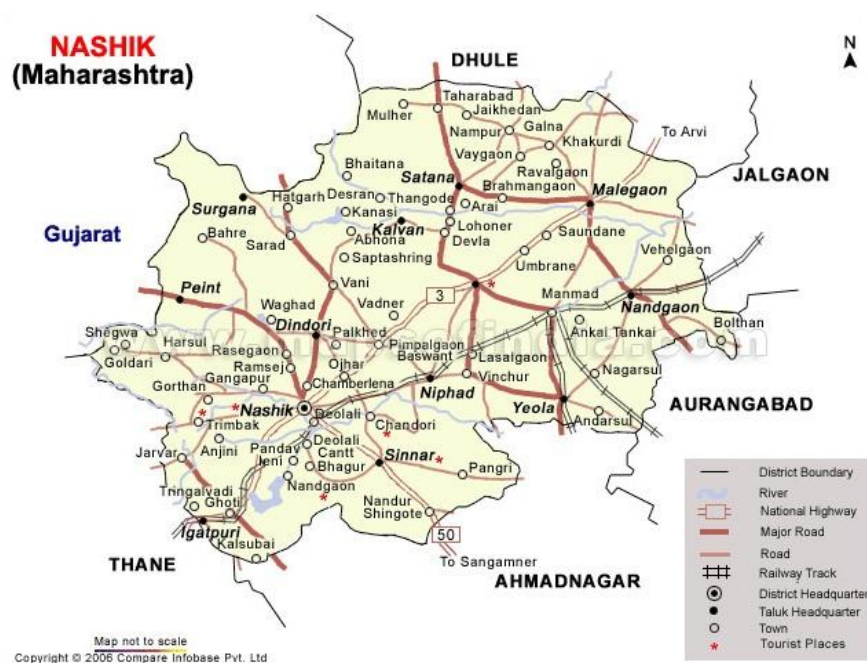 NASHIK
(Maharashtra)
N
DHULE
Taharabad
Jaikhedan
Mulher
Nampur
Galna
To Arvi
Khakurdi
Vaygaon
Bhaitana
Ravalgaon
Satana
JALGAON
Desran
Thangode
Brahmangaon
Malegaon
Hatgarh
Surgana
Kanasi
Arai
Gujarat
Kalvan
Lohoner
Bahre
Sarad
Abhona
Devla
Saundane
Vehelgaon
Saptashring
Umbrane
Peint
Vani
3
Manmad
Nandgaon
Waghad
Vadner
Dindori
Palkhed
Ankai Tankai
Bolthan
Shegwa
Harsul
Pimpalgaon
Baswant
www.mapsofindia.com
Goldari
Rasegaon
Ojhar
Lasalgaon
Ramsej
Nagarsul
Gorthan
Gangapur
Chamberlena
Vinchur
Niphad
Nashik
Yeola
AURANGABAD
Deolali
Chandori
Andarsul
Trimbak
Jarvar
Anjini
Pandav
leni
Deolali
Cantt
Sinnar
Bhagur
Pangri
Tringalvadi
Nandgaon
Ghoti
Nandur
Shingote
Igatpuri
50
Kalsubai
THANE
To Sangamner
AHMADNAGAR
District Boundary
River
National Highway
Major Road
Road
Railway Track
District Headquarter
Taluk Headquarter
Town
Tourist Places
Map not to scale
Copyright © 2006 Compare Infobase Pvt. Ltd